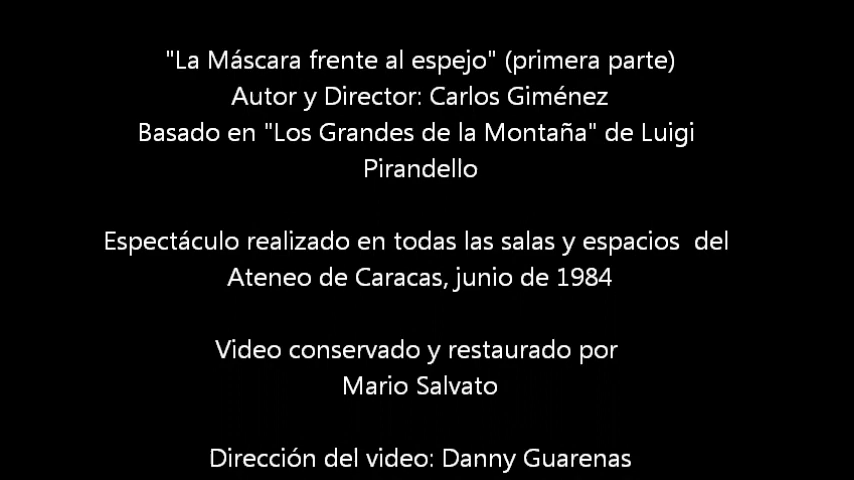 "La Máscara frente al espejo" (primera parte)
Autor y Director: Carlos Giménez
Basado en "Los Grandes de la Montaña" de Luigi
Pirandello
Espectáculo realizado en todas las salas y espacios  del
Ateneo de Caracas, junio de 1984
Video conservado y restaurado por
Mario Salvato
Dirección del video: Danny Guarenas